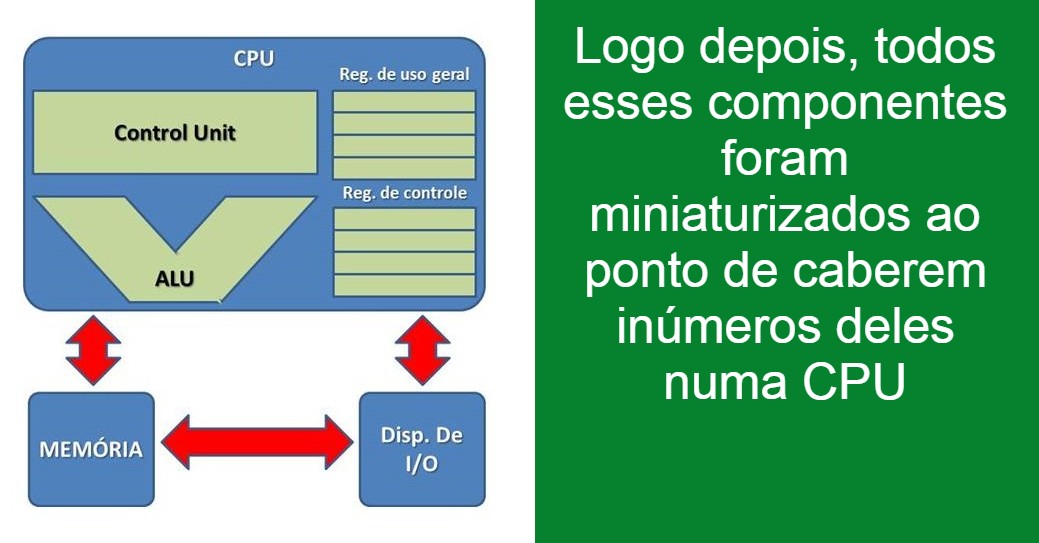 CPU
Reg. de uso geral
Control Unit
Reg. de controle
ALU
MEMÓRIA
Disp. De
I/O
Logo depois, todos
esses componentes
foram
miniaturizados ao
ponto de caberem
inúmeros deles
numa CPU